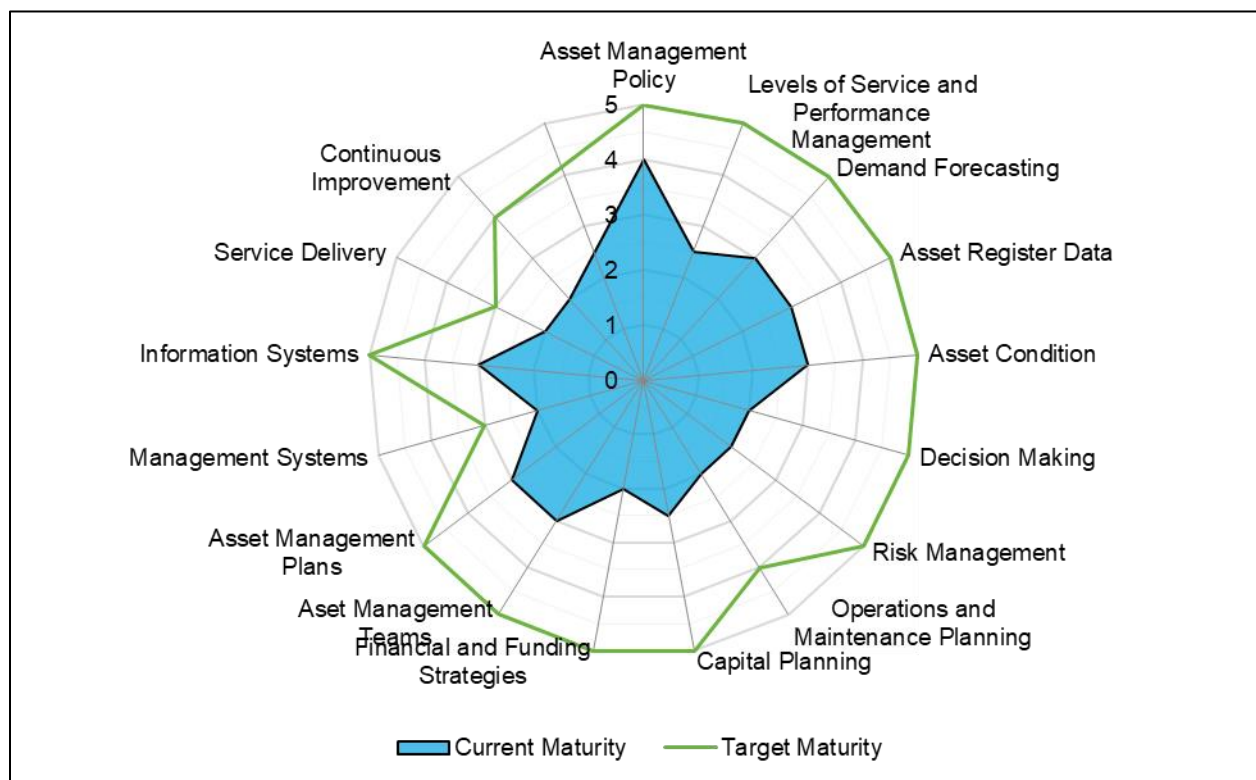 Asset Management
Policy
Levels of Service and
Performance
Management
Demand Forecasting
Asset Register Data
Asset Condition
Decision Making
Risk Management
Operations and
Maintenance Planning
Capital Planning
Financial and Funding
Strategies
Aset Management
Teams
Asset Management
Plans
Management Systems
Information Systems
Service Delivery
Continuous
Improvement
5
4
3
2
1
0
Current Maturity
Target Maturity